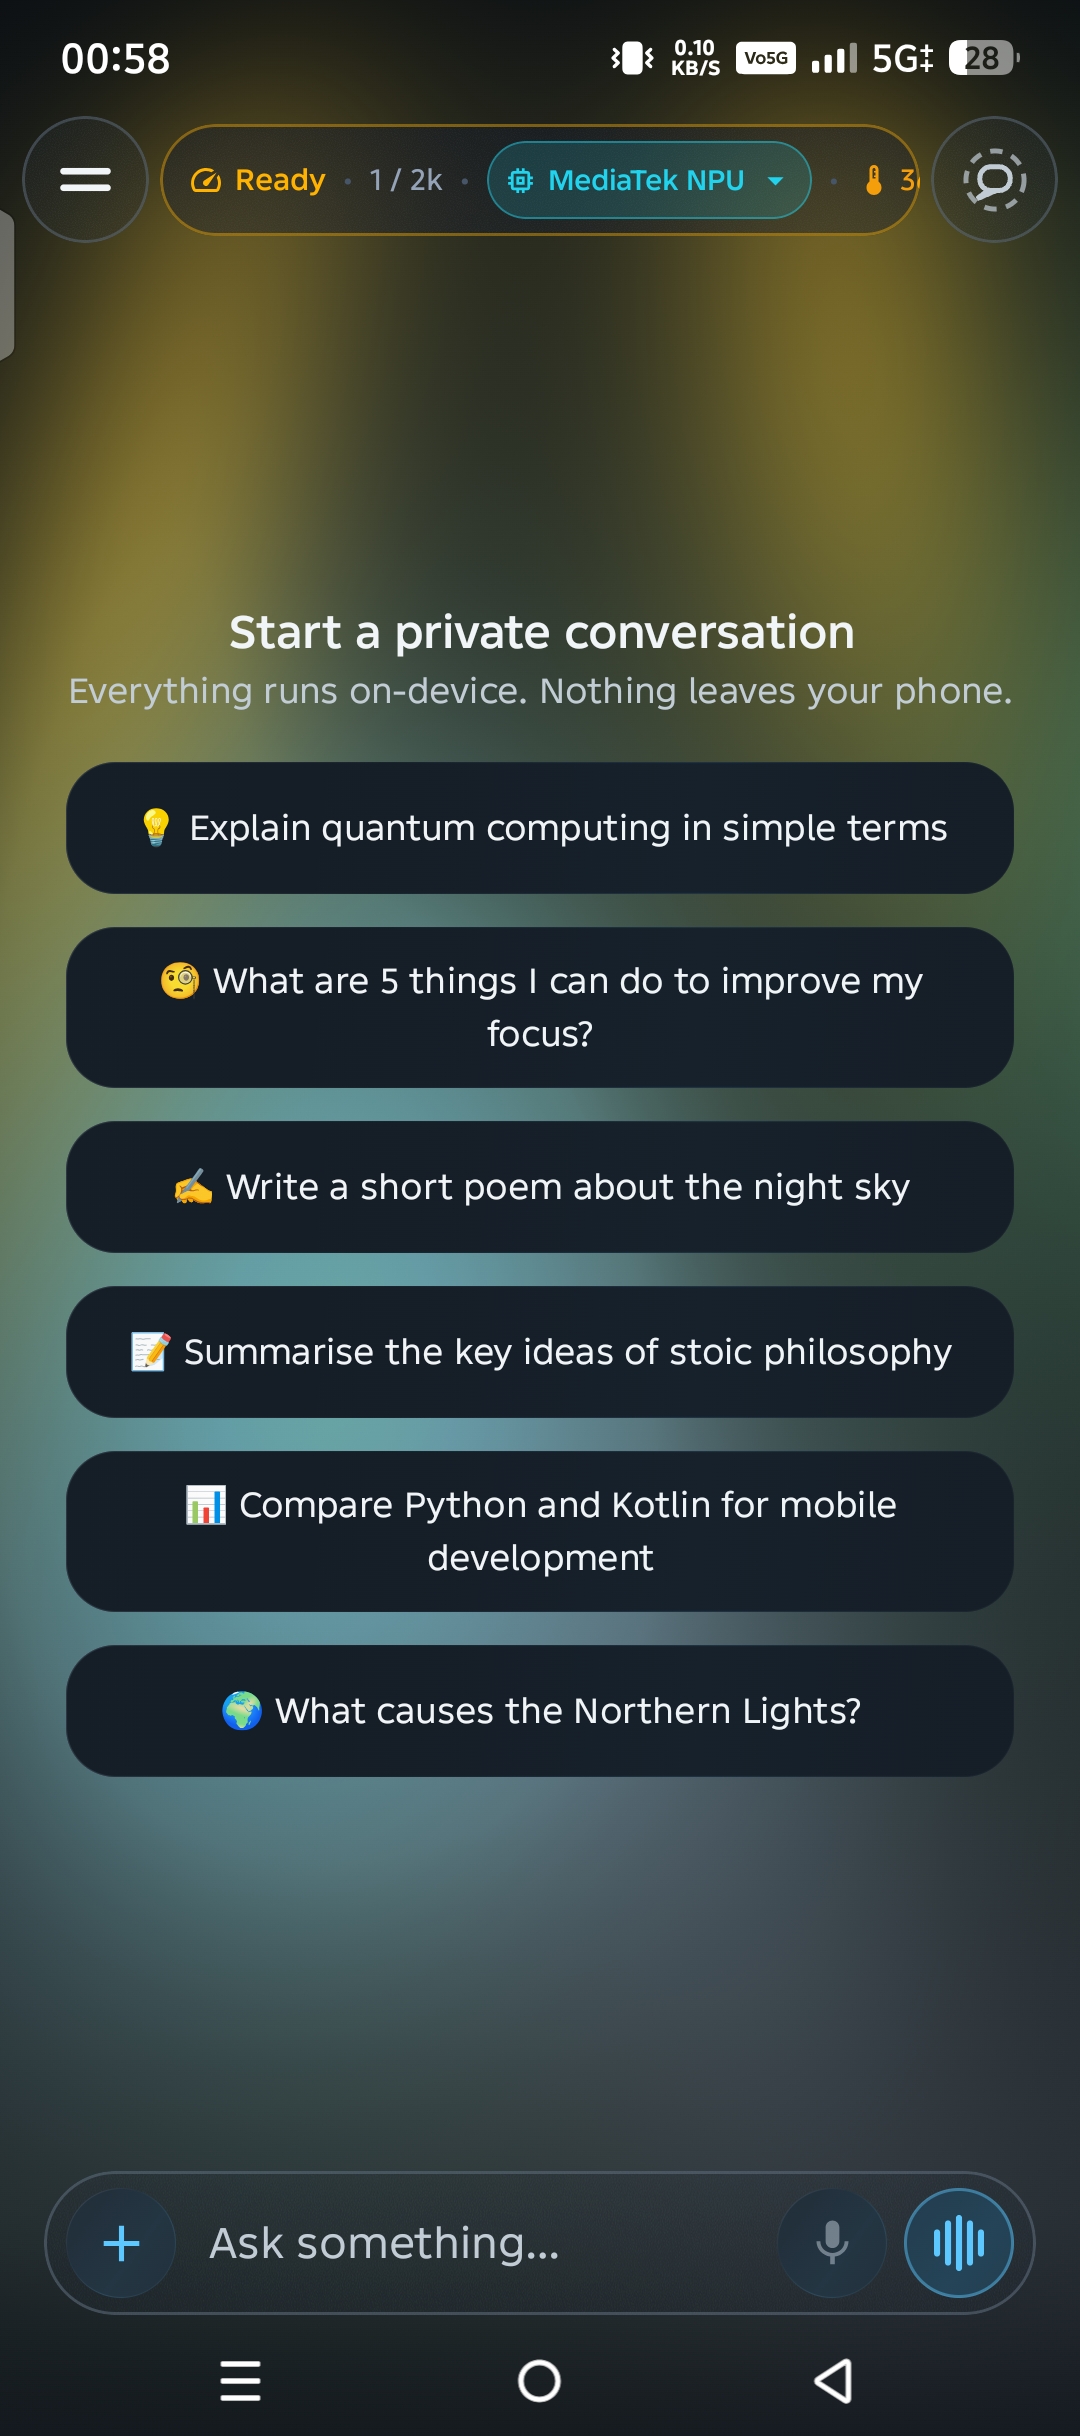 00:58
0.10
KB/S
Vo5G
5G‡
28
Ready · 1 / 2k · MediaTek NPU ·
Start a private conversation
Everything runs on-device. Nothing leaves your phone.
💡 Explain quantum computing in simple terms
🧐 What are 5 things I can do to improve my
focus?
✍️ Write a short poem about the night sky
📝 Summarise the key ideas of stoic philosophy
📊 Compare Python and Kotlin for mobile
development
🌍 What causes the Northern Lights?
Ask something...